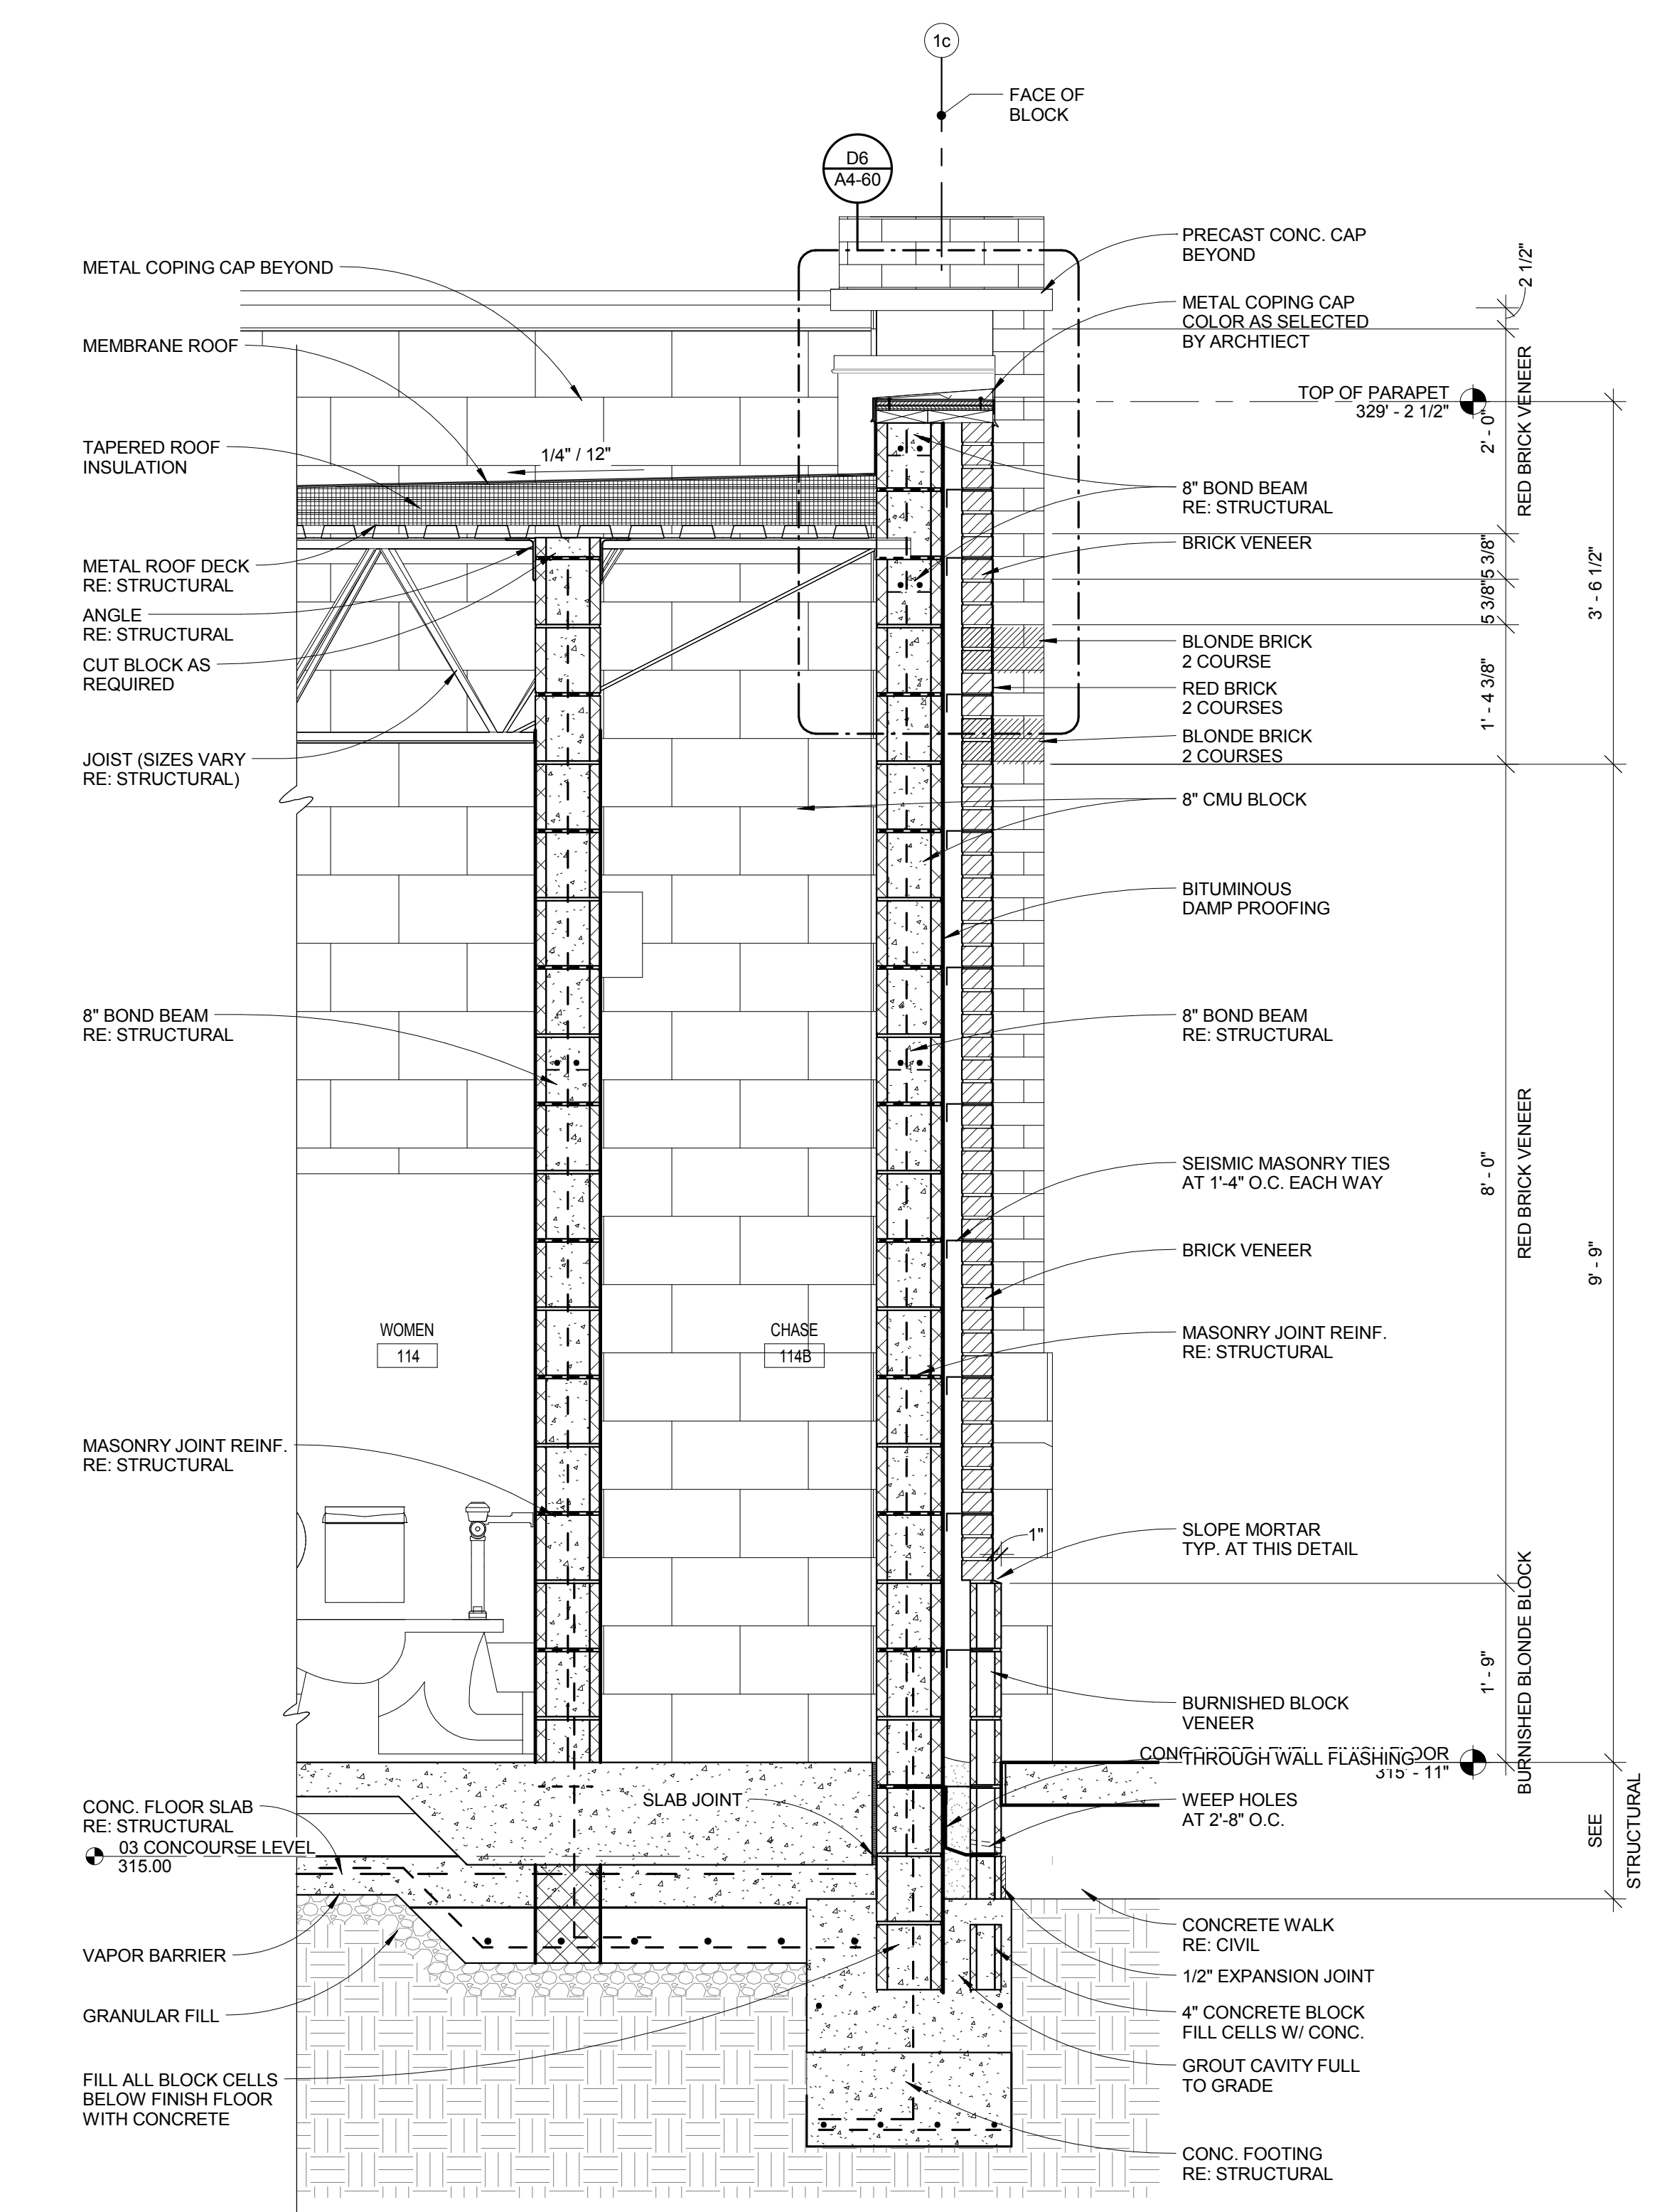 1c
FACE OF
BLOCK
D6
A4-60
METAL COPING CAP BEYOND
MEMBRANE ROOF
TAPERED ROOF
INSULATION
1/4" / 12"
METAL ROOF DECK
RE: STRUCTURAL
ANGLE
RE: STRUCTURAL
CUT BLOCK AS
REQUIRED
JOIST (SIZES VARY
RE: STRUCTURAL)
8" BOND BEAM
RE: STRUCTURAL
WOMEN
114
CHASE
114B
MASONRY JOINT REINF.
RE: STRUCTURAL
SLAB JOINT
CONC. FLOOR SLAB
RE: STRUCTURAL
03 CONCOURSE LEVEL
315.00
VAPOR BARRIER
GRANULAR FILL
FILL ALL BLOCK CELLS
BELOW FINISH FLOOR
WITH CONCRETE
PRECAST CONC. CAP
BEYOND
METAL COPING CAP
COLOR AS SELECTED
BY ARCHTIECT
TOP OF PARAPET
329' - 2 1/2"
8" BOND BEAM
RE: STRUCTURAL
BRICK VENEER
BLONDE BRICK
2 COURSE
RED BRICK
2 COURSES
BLONDE BRICK
2 COURSES
8" CMU BLOCK
BITUMINOUS
DAMP PROOFING
8" BOND BEAM
RE: STRUCTURAL
SEISMIC MASONRY TIES
AT 1'-4" O.C. EACH WAY
BRICK VENEER
MASONRY JOINT REINF.
RE: STRUCTURAL
1"
SLOPE MORTAR
TYP. AT THIS DETAIL
BURNISHED BLOCK
VENEER
THROUGH WALL FLASHING
315' - 11"
WEEP HOLES
AT 2'-8" O.C.
CONCRETE WALK
RE: CIVIL
1/2" EXPANSION JOINT
4" CONCRETE BLOCK
FILL CELLS W/ CONC.
GROUT CAVITY FULL
TO GRADE
CONC. FOOTING
RE: STRUCTURAL
2 1/2"
2' - 0"
RED BRICK VENEER
5 3/8"
5 3/8"
1' - 4 3/8"
3' - 6 1/2"
8' - 0"
RED BRICK VENEER
9' - 9"
1' - 9"
BURNISHED BLONDE BLOCK
SEE
STRUCTURAL